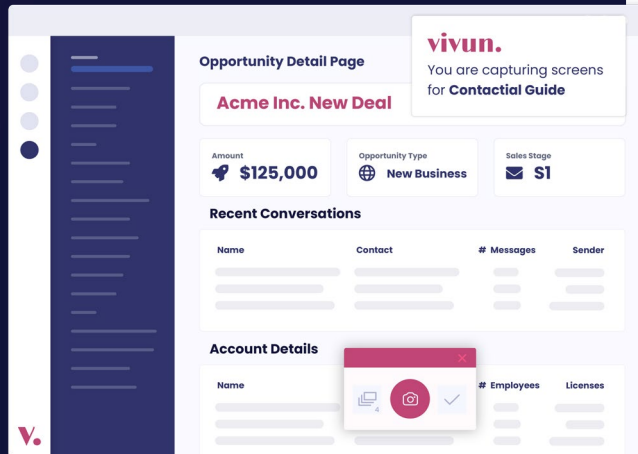 vivun.
You are capturing screens
for Contactial Guide
Opportunity Detail Page
Acme Inc. New Deal
Amount
$125,000
Opportunity Type
New Business
Sales Stage
S1
Recent Conversations
Name Contact # Messages Sender
Account Details
Name # Employees Licenses
4
V.